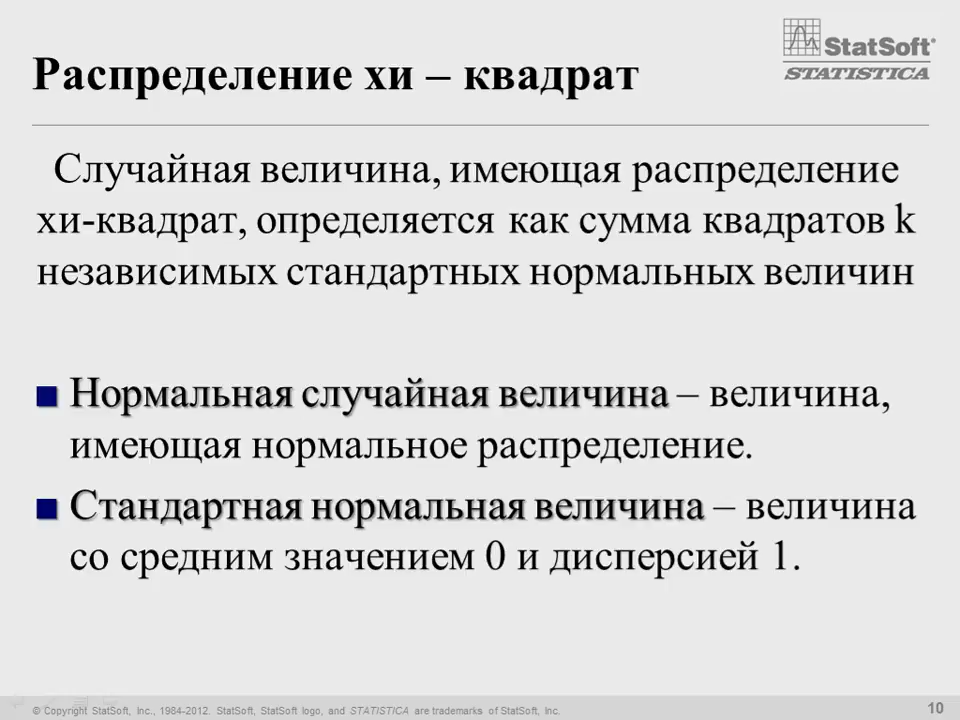 StatSoft®
STATISTICA
Распределение хи – квадрат
Случайная величина, имеющая распределение
хи-квадрат, определяется как сумма квадратов k
независимых стандартных нормальных величин
Нормальная случайная величина – величина,
имеющая нормальное распределение.
Стандартная нормальная величина – величина
со средним значением 0 и дисперсией 1.
© Copyright StatSoft, Inc., 1984-2012. StatSoft, StatSoft logo, and STATISTICA are trademarks of StatSoft, Inc.
10